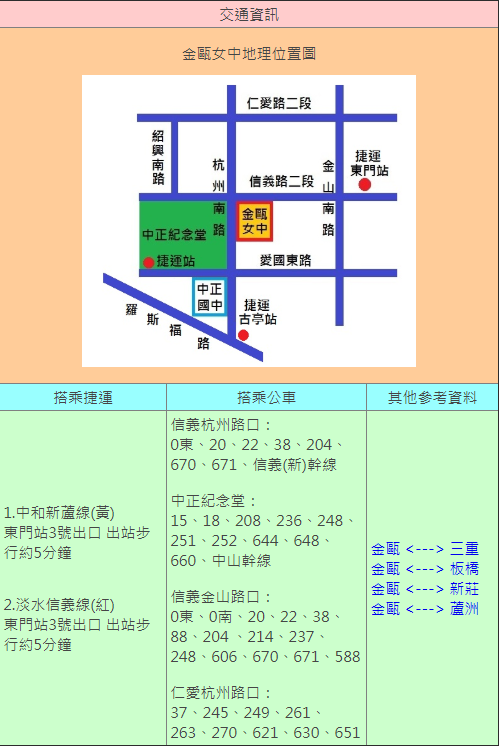 交通資訊
金甌女中地理位置圖
仁愛路二段
紹興南路
杭州南路
信義路二段
金山南路
捷運
東門站
金甌
女中
中正紀念堂
捷運站
愛國東路
中正
國中
捷運
古亭站
羅斯福路
搭乘捷運
搭乘公車
其他參考資料
1.中和新蘆線(黃)
東門站3號出口 出站步
行約5分鐘
2.淡水信義線(紅)
東門站3號出口 出站步
行約5分鐘
信義杭州路口：
0東、20、22、38、204、
670、671、信義(新)幹線
中正紀念堂：
15、18、208、236、248、
251、252、644、648、
660、中山幹線
信義金山路口：
0東、0南、20、22、38、
88、204 、214、237、
248、606、670、671、588
仁愛杭州路口：
37、245、249、261、
263、270、621、630、651
金甌 <---> 三重
金甌 <---> 板橋
金甌 <---> 新莊
金甌 <---> 蘆洲